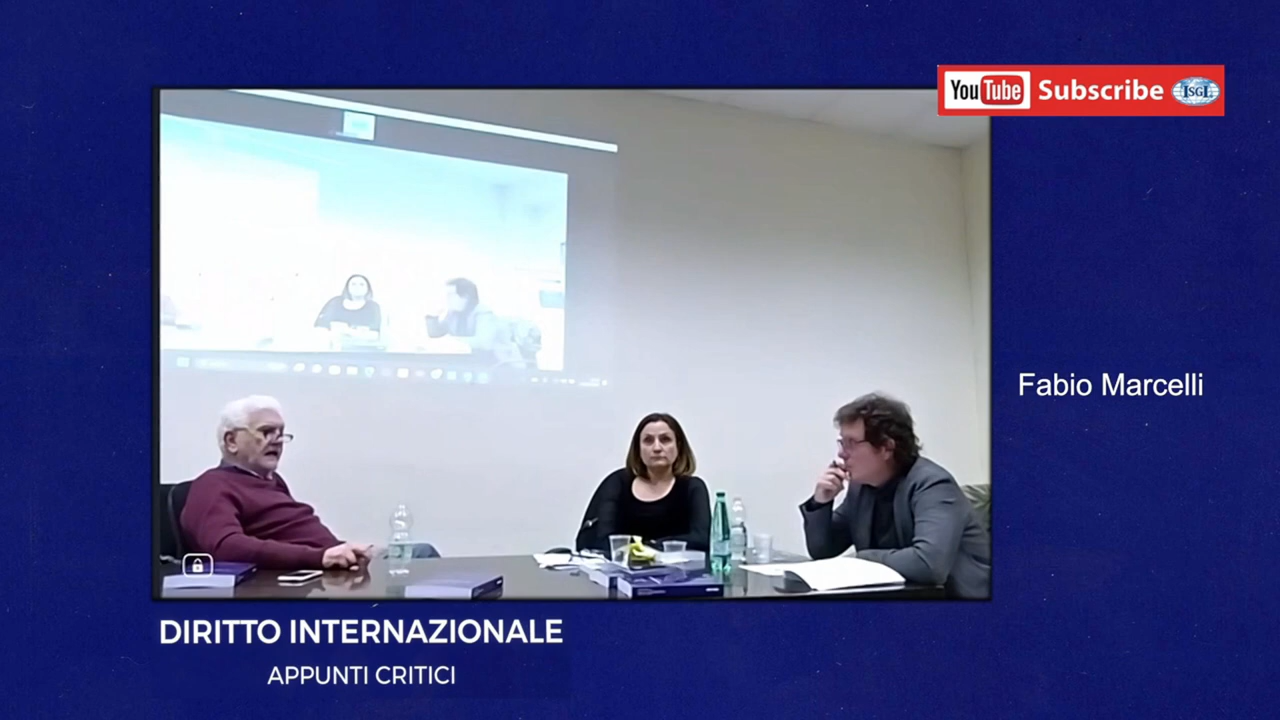 YouTube Subscribe ISGI
Fabio Marcelli
DIRITTO INTERNAZIONALE
APPUNTI CRITICI